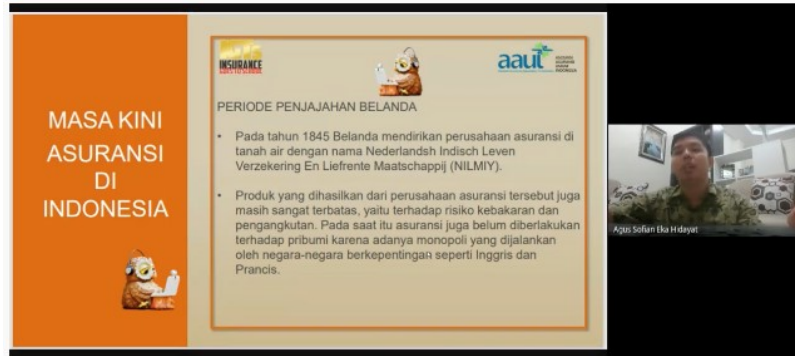 MASA KINI
ASURANSI
DI
INDONESIA
INSURANCE
aaui
PERIODE PENJAJAHAN BELANDA
• Pada tahun 1845 Belanda mendirikan perusahaan asuransi di
tanah air dengan nama Nederlandsh Indisch Leven
Verzekering En Liefrente Maatschappij (NILMIY).
• Produk yang dihasilkan dari perusahaan asuransi tersebut juga
masih sangat terbatas, yaitu terhadap risiko kebakaran dan
pengangkutan. Pada saat itu asuransi juga belum diberlakukan
terhadap pribumi karena adanya monopoli yang dijalankan
oleh negara-negara berkepentingan seperti Inggris dan
Prancis.
Agus Sofian Eka Hidayat